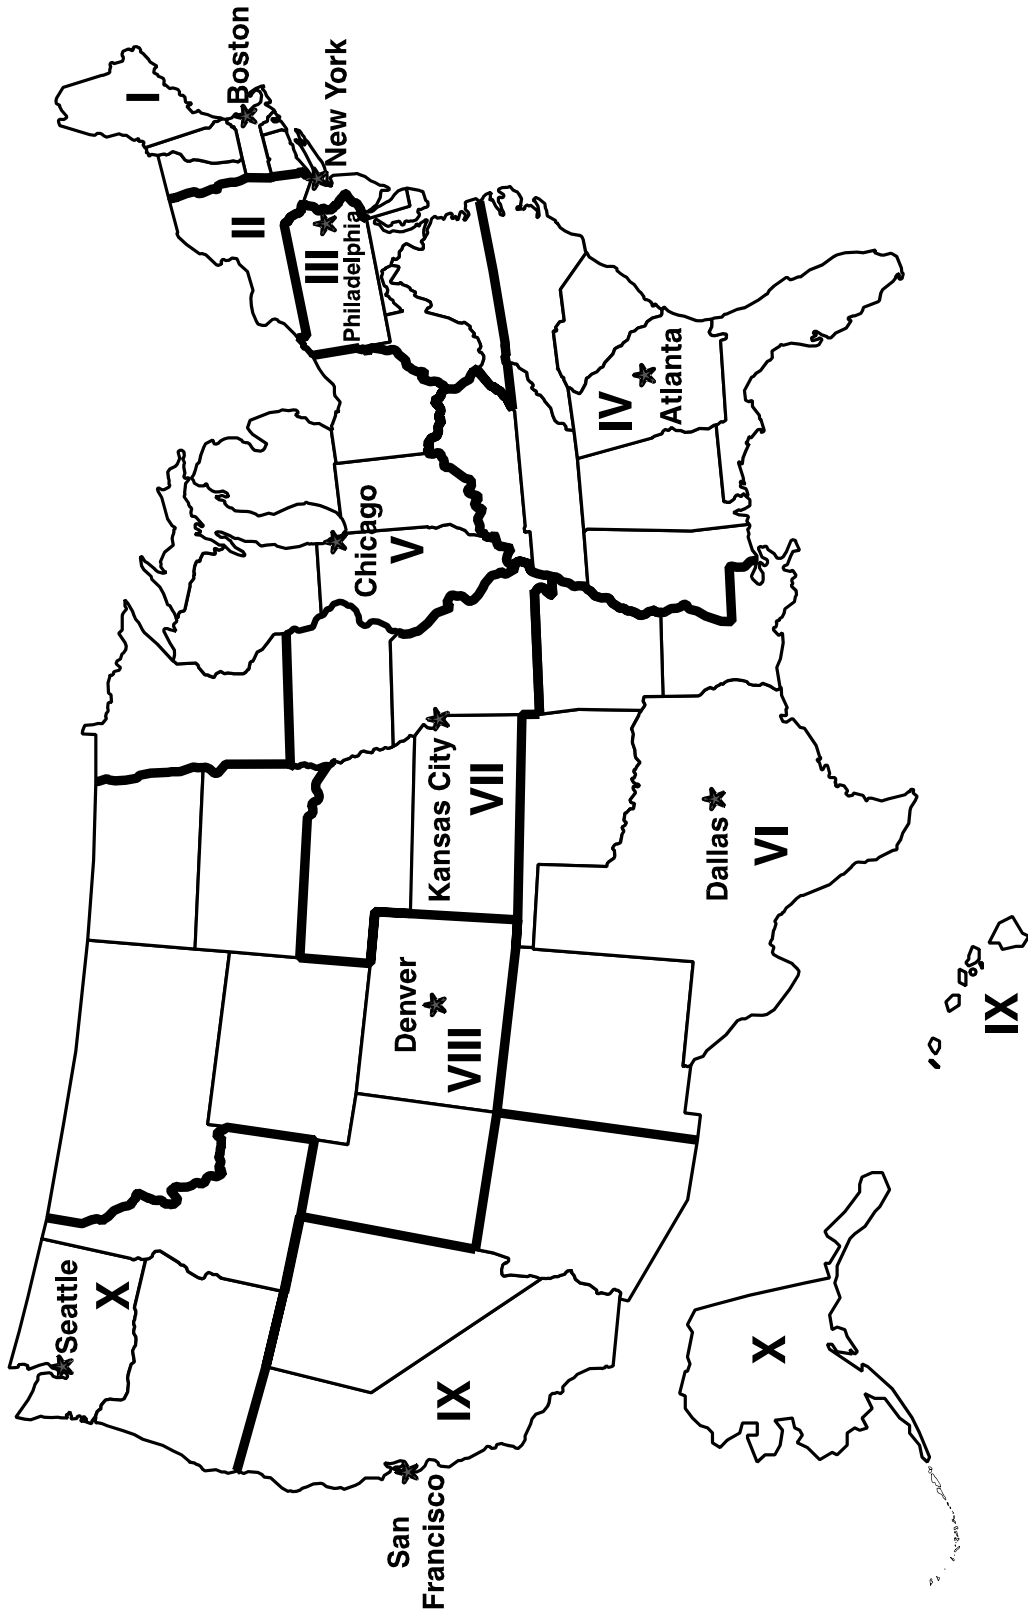 I
Boston
New York
II
III
Philadelphia
IV
Atlanta
Chicago
V
Kansas City
VII
Dallas
VI
Denver
VIII
Seattle
X
IX
San
Francisco
X
IX